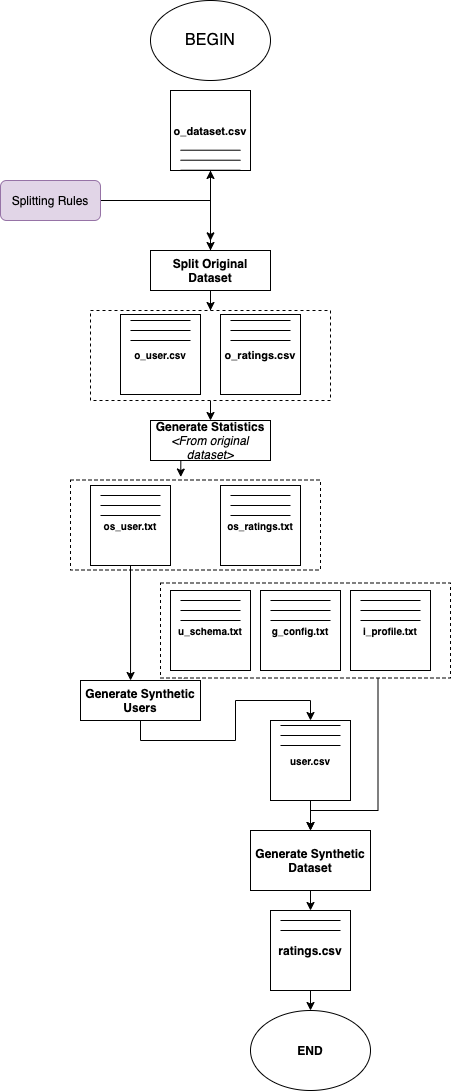 BEGIN
o_dataset.csv
Splitting Rules
Split Original
Dataset
o_user.csv
o_ratings.csv
Generate Statistics
<From original
dataset>
os_user.txt
os_ratings.txt
u_schema.txt
g_config.txt
i_profile.txt
Generate Synthetic
Users
user.csv
Generate Synthetic
Dataset
ratings.csv
END